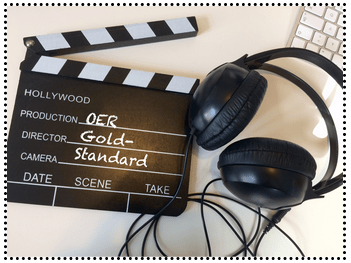 HOLLYWOOD
PRODUCTION OER
DIRECTOR Gold-
CAMERA Standard
DATE SCENE TAKE